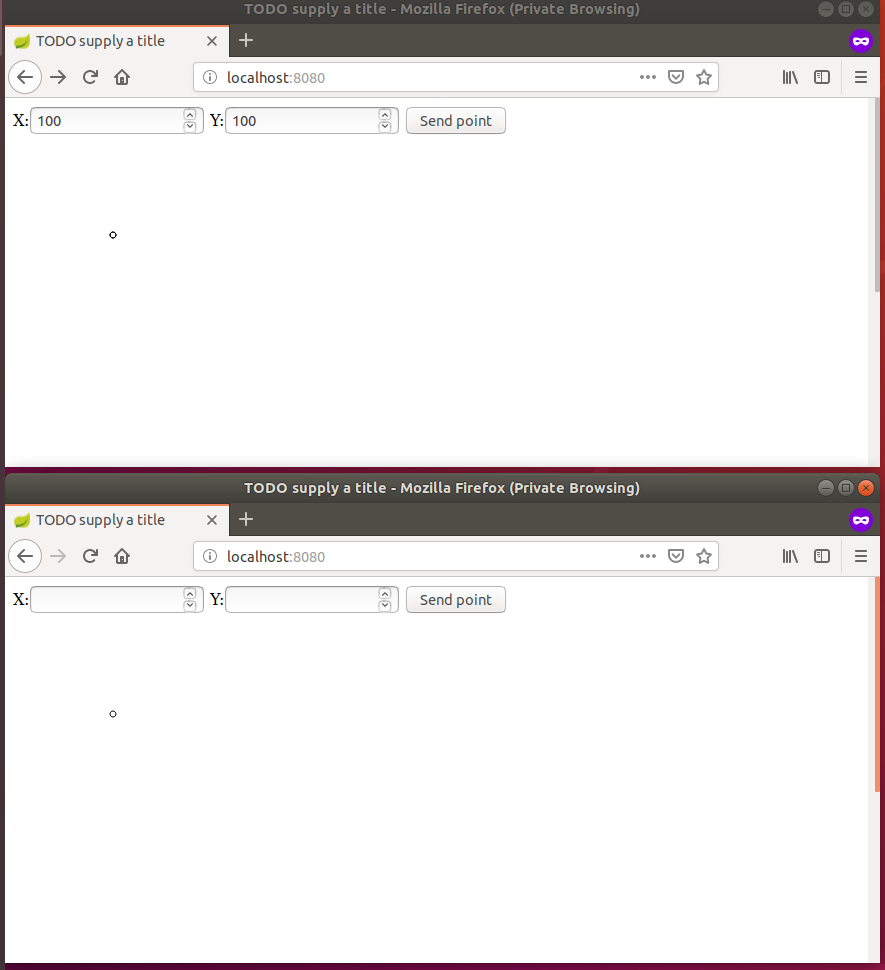 TODO supply a title - Mozilla Firefox (Private Browsing)
TODO supply a title
localhost:8080
X: 100 Y: 100 Send point
TODO supply a title - Mozilla Firefox (Private Browsing)
TODO supply a title
localhost:8080
X: Y: Send point